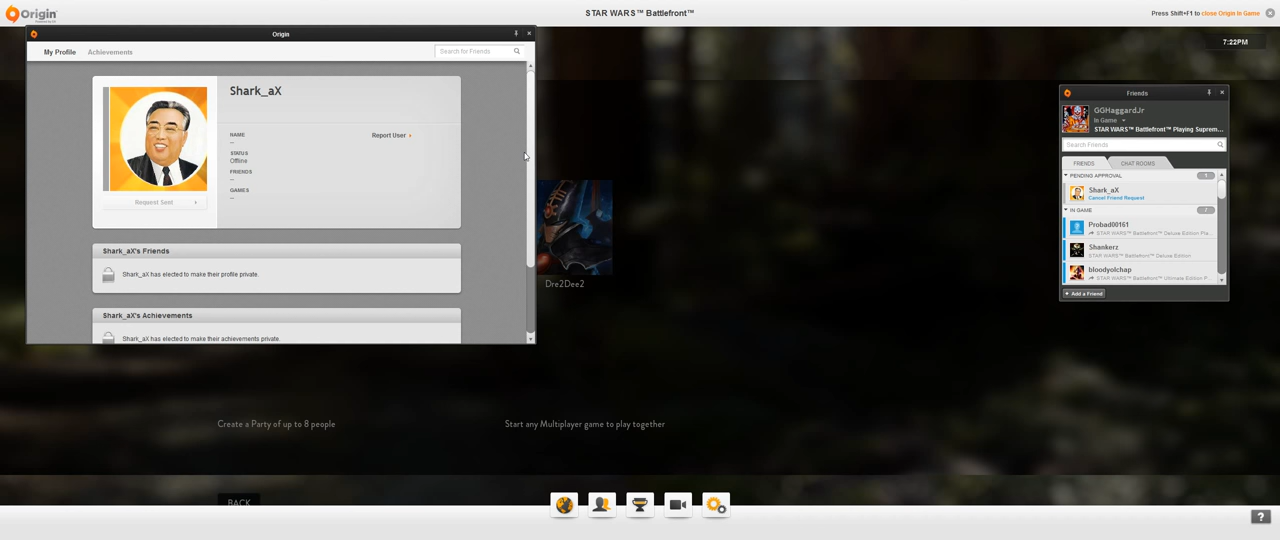 Origin
STAR WARS™ Battlefront™
Press Shift+F1 to close Origin In Game
7:22PM
Origin
My Profile
Achievements
Search for Friends
Shark_aX
NAME
--
Report User
STATUS
Offline
FRIENDS
--
GAMES
--
Request Sent
Shark_aX's Friends
Shark_aX has elected to make their profile private.
Shark_aX's Achievements
Shark_aX has elected to make their achievements private.
Dre2Dee2
Create a Party of up to 8 people
Start any Multiplayer game to play together
BACK
Friends
GGHaggardJr
In Game
STAR WARS™ Battlefront™ Playing Suprem...
Search Friends
FRIENDS
CHAT ROOMS
PENDING APPROVAL
1
Shark_aX
Cancel Friend Request
IN GAME
7
Probad00161
STAR WARS™ Battlefront™ Deluxe Edition Pla...
Shankerz
STAR WARS™ Battlefront™ Deluxe Edition
bloodyolchap
STAR WARS™ Battlefront™ Ultimate Edition P...
+ Add a Friend
?